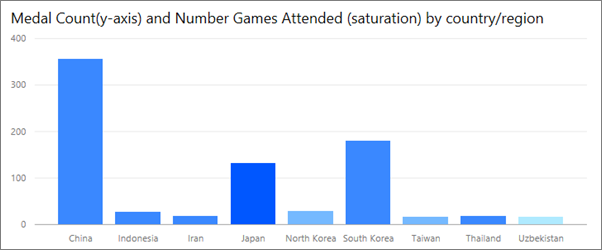 Medal Count(y-axis) and Number Games Attended (saturation) by country/region
400
300
200
100
0
China Indonesia Iran Japan North Korea South Korea Taiwan Thailand Uzbekistan